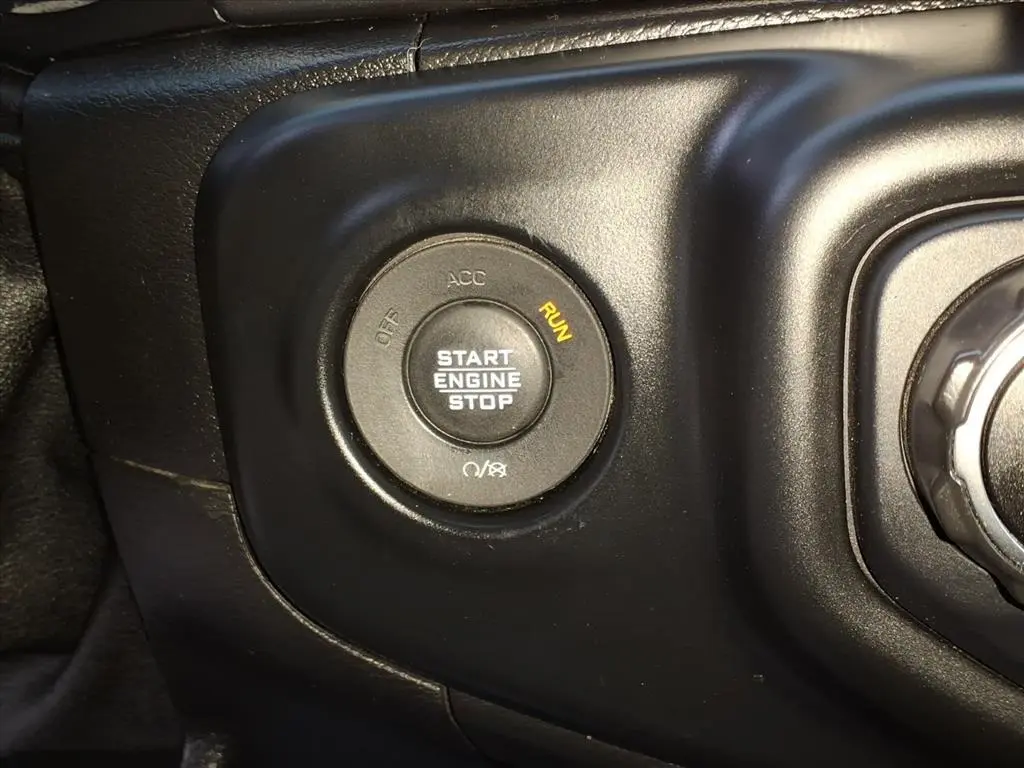 OFF
ACC
RUN
START
ENGINE
STOP